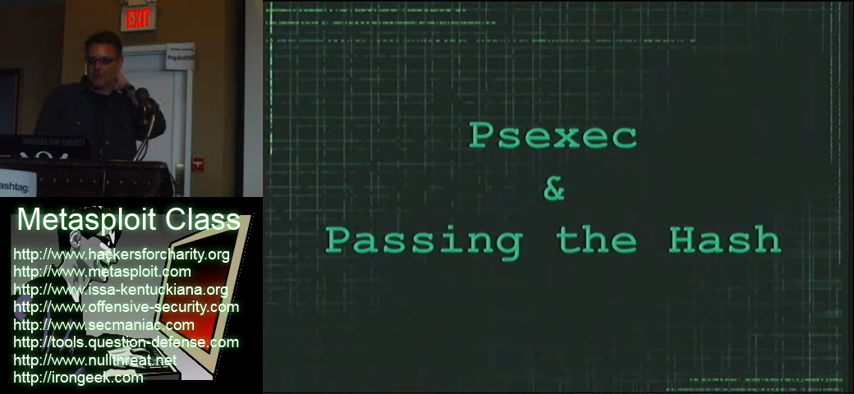 EXIT
Psexec
&
Passing the Hash
ashtag:
Metasploit Class
http://www.hackersforcharity.org
http://www.metasploit.com
http://www.issa-kentuckiana.org
http://www.offensive-security.com
http://www.secmaniac.com
http://tools.question-defense.com
http://www.nullthreat.net
http://irongeek.com